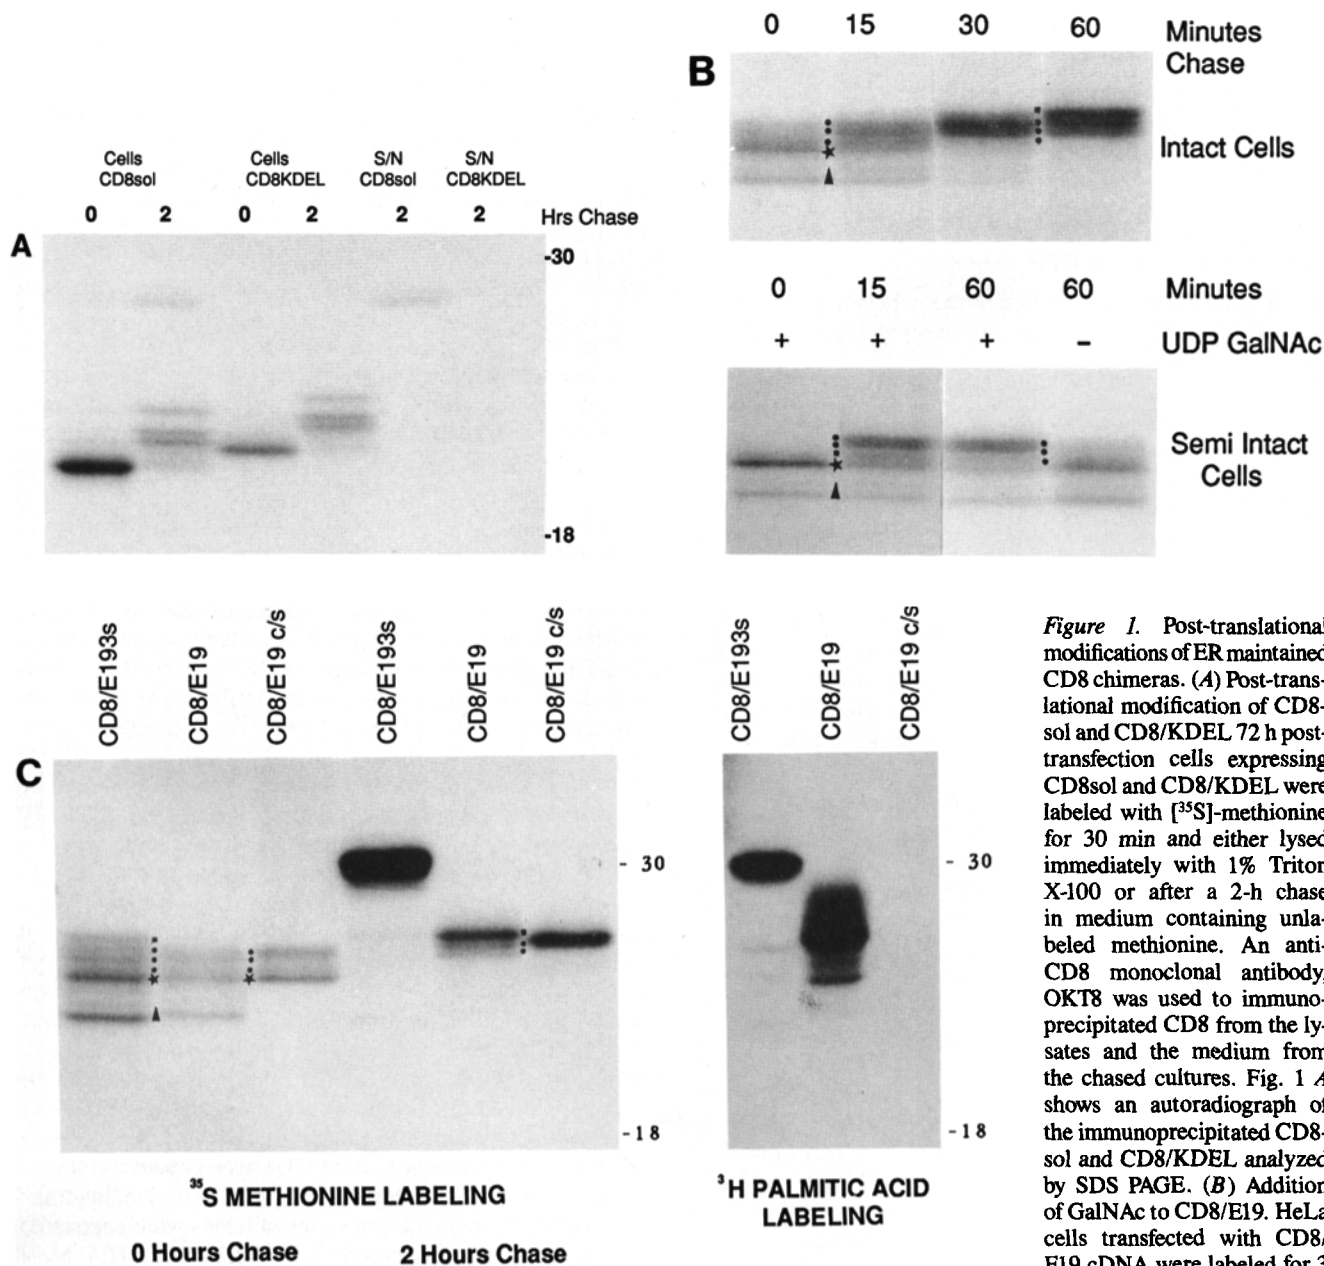 A
Cells
CD8sol
Cells
CD8KDEL
S/N
CD8sol
S/N
CD8KDEL
0 2 0 2 2 2 Hrs Chase
-30
-18
B
0 15 30 60 Minutes
Chase
Intact Cells
0 15 60 60 Minutes
+ + + - UDP GalNAc
Semi Intact
Cells
C
CD8/E193s
CD8/E19
CD8/E19 c/s
CD8/E193s
CD8/E19
CD8/E19 c/s
- 30
-18
35S METHIONINE LABELING
0 Hours Chase 2 Hours Chase
CD8/E193s
CD8/E19
CD8/E19 c/s
- 30
-18
3H PALMITIC ACID
LABELING
Figure 1. Post-translational
modifications of ER maintained
CD8 chimeras. (A) Post-trans-
lational modification of CD8-
sol and CD8/KDEL 72 h post-
transfection cells expressing
CD8sol and CD8/KDEL were
labeled with [35S]-methionine
for 30 min and either lysed
immediately with 1% Triton
X-100 or after a 2-h chase
in medium containing unla-
beled methionine. An anti-
CD8 monoclonal antibody,
OKT8 was used to immuno-
precipitated CD8 from the ly-
sates and the medium from
the chased cultures. Fig. 1 A
shows an autoradiograph of
the immunoprecipitated CD8-
sol and CD8/KDEL analyzed
by SDS PAGE. (B) Addition
of GalNAc to CD8/E19. HeLa
cells transfected with CD8/
E19 cDNA were labeled for 3